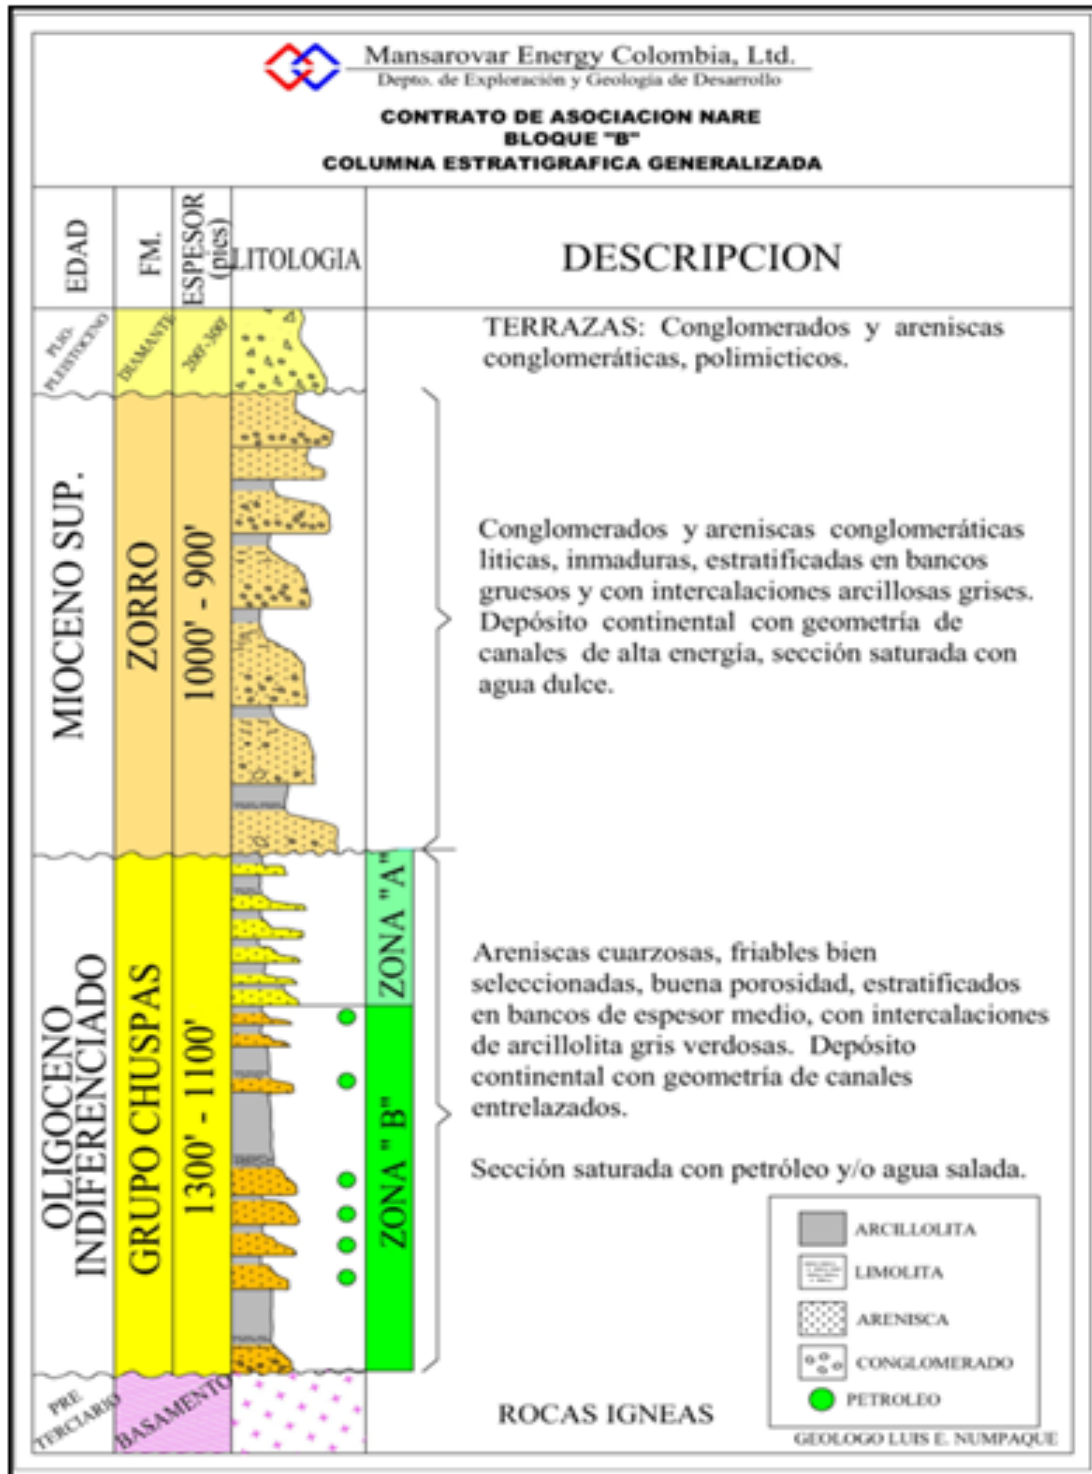 Mansarovar Energy Colombia, Ltd.
Depto. de Exploración y Geología de Desarrollo
CONTRATO DE ASOCIACION NARE
BLOQUE "B"
COLUMNA ESTRATIGRAFICA GENERALIZADA
EDAD
FM.
ESPESOR
(pies)
LITOLOGIA
DESCRIPCION
PLIO-
PLEISTOCENO
DIAMANTE
200'-300'
TERRAZAS: Conglomerados y areniscas
conglomeráticas, polimicticos.
MIOCENO SUP.
ZORRO
1000' - 900'
Conglomerados y areniscas conglomeráticas
liticas, inmaduras, estratificadas en bancos
gruesos y con intercalaciones arcillosas grises.
Depósito continental con geometría de
canales de alta energía, sección saturada con
agua dulce.
OLIGOCENO
INDIFERENCIADO
GRUPO CHUSPAS
1300' - 1100'
ZONA "A"
ZONA " B"
Areniscas cuarzosas, friables bien
seleccionadas, buena porosidad, estratificados
en bancos de espesor medio, con intercalaciones
de arcillolita gris verdosas. Depósito
continental con geometría de canales
entrelazados.
Sección saturada con petróleo y/o agua salada.
ARCILLOLITA
LIMOLITA
ARENISCA
CONGLOMERADO
PETROLEO
PRE
TERCIARIO
BASAMENTO
ROCAS IGNEAS
GEOLOGO LUIS E. NUMPAQUE